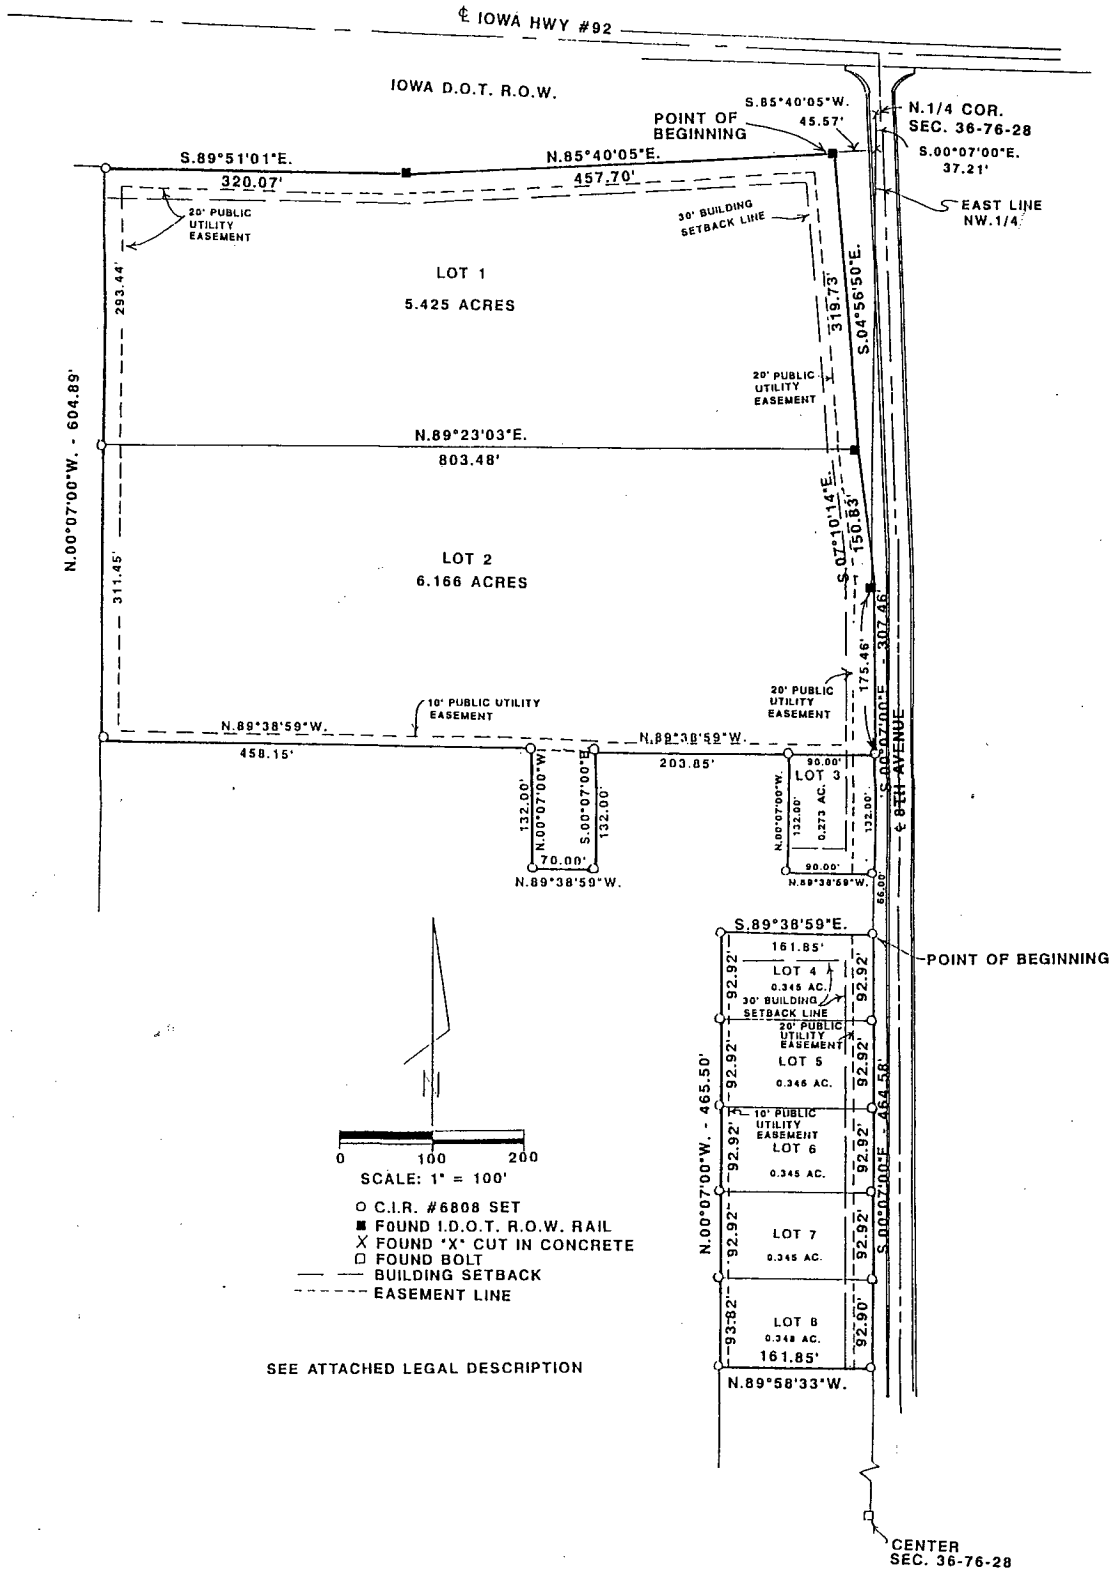 ℄ IOWA HWY #92
IOWA D.O.T. R.O.W.
S.85°40'05"W.
45.57'
N.1/4 COR.
SEC. 36-76-28
POINT OF
BEGINNING
S.00°07'00"E.
37.21'
S.89°51'01"E.
320.07'
N.85°40'05"E.
457.70'
EAST LINE
NW.1/4
20' PUBLIC
UTILITY
EASEMENT
30' BUILDING
SETBACK LINE
LOT 1
5.425 ACRES
293.44'
319.73'
S.04°56'50"E.
20' PUBLIC
UTILITY
EASEMENT
N.00°07'00"W. - 604.89'
N.89°23'03"E.
803.48'
S.07°10'14"E.
150.83'
LOT 2
6.166 ACRES
311.45'
175.46'
S.00°07'00"E - 307.46'
20' PUBLIC
UTILITY
EASEMENT
10' PUBLIC UTILITY
EASEMENT
N.89°38'59"W.
458.15'
N.89°38'59"W.
203.85'
90.00'
LOT 3
0.273 AC.
132.00'
N.00°07'00"W
S.00°07'00"E
132.00'
70.00'
N.89°38'59"W.
N.00°07'00"W.
132.00'
132.00'
90.00'
N.89°38'59"W.
℄ 8TH AVENUE
66.00'
S.89°38'59"E.
161.85'
POINT OF BEGINNING
LOT 4
0.345 AC.
92.92'
92.92'
30' BUILDING
SETBACK LINE
20' PUBLIC
UTILITY
EASEMENT
LOT 5
0.345 AC.
92.92'
92.92'
10' PUBLIC
UTILITY
EASEMENT
LOT 6
0.345 AC.
92.92'
92.92'
N.00°07'00"W. - 465.50'
S.00°07'00"E - 464.58'
LOT 7
0.345 AC.
92.92'
92.92'
LOT 8
0.348 AC.
93.82'
92.90'
161.85'
N.89°58'33"W.
N
0 100 200
SCALE: 1" = 100'
C.I.R. #6808 SET
FOUND I.D.O.T. R.O.W. RAIL
FOUND "X" CUT IN CONCRETE
FOUND BOLT
BUILDING SETBACK
EASEMENT LINE
SEE ATTACHED LEGAL DESCRIPTION
CENTER
SEC. 36-76-28